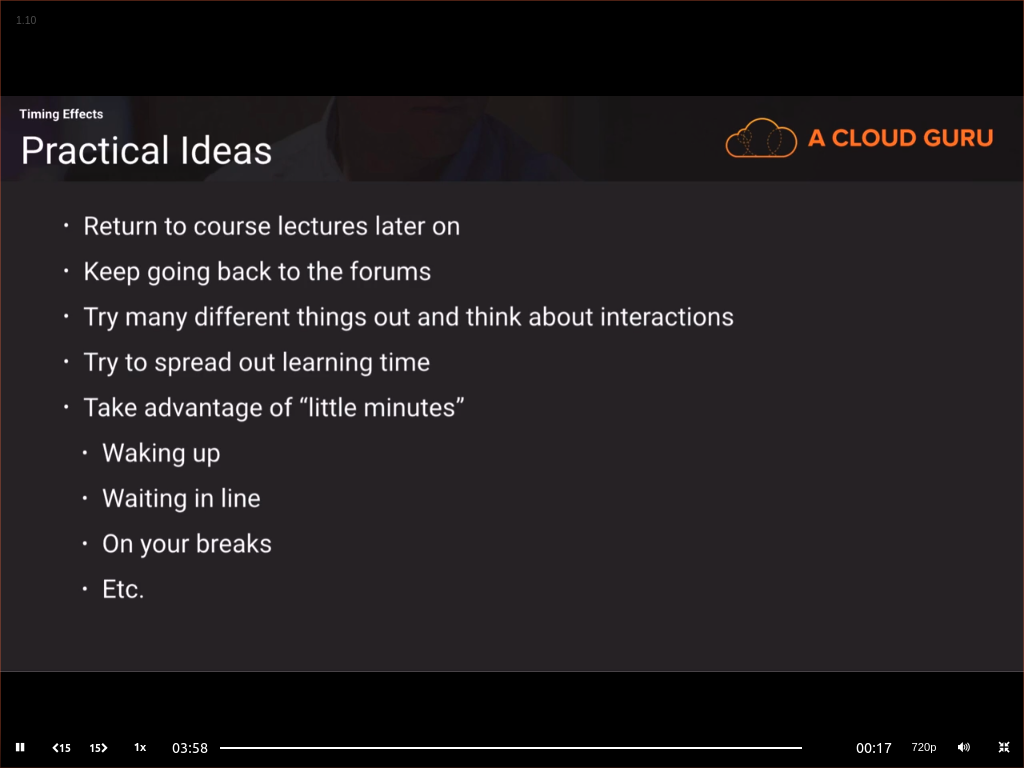 1.10
Timing Effects
Practical Ideas
A CLOUD GURU
· Return to course lectures later on
· Keep going back to the forums
· Try many different things out and think about interactions
· Try to spread out learning time
· Take advantage of “little minutes”
· Waking up
· Waiting in line
· On your breaks
· Etc.
15 15 1x 03:58 00:17 720p